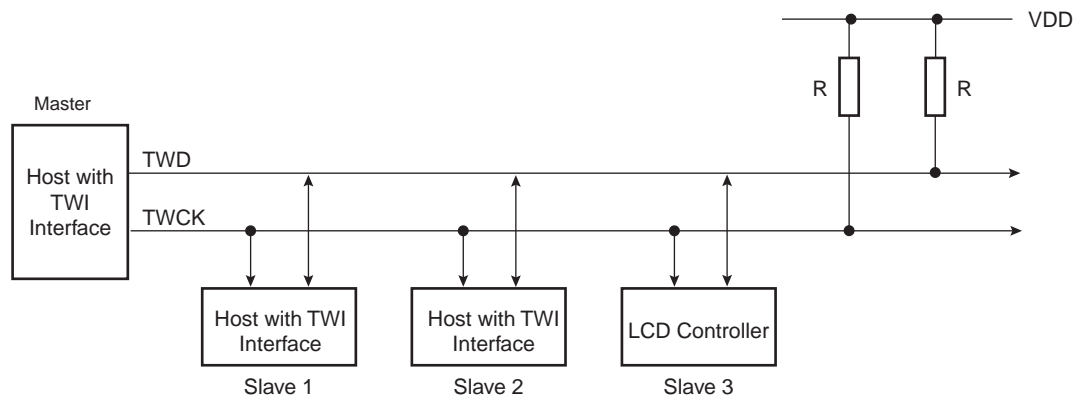 VDD
R
R
Master
Host with
TWI
Interface
TWD
TWCK
Host with TWI
Interface
Slave 1
Host with TWI
Interface
Slave 2
LCD Controller
Slave 3